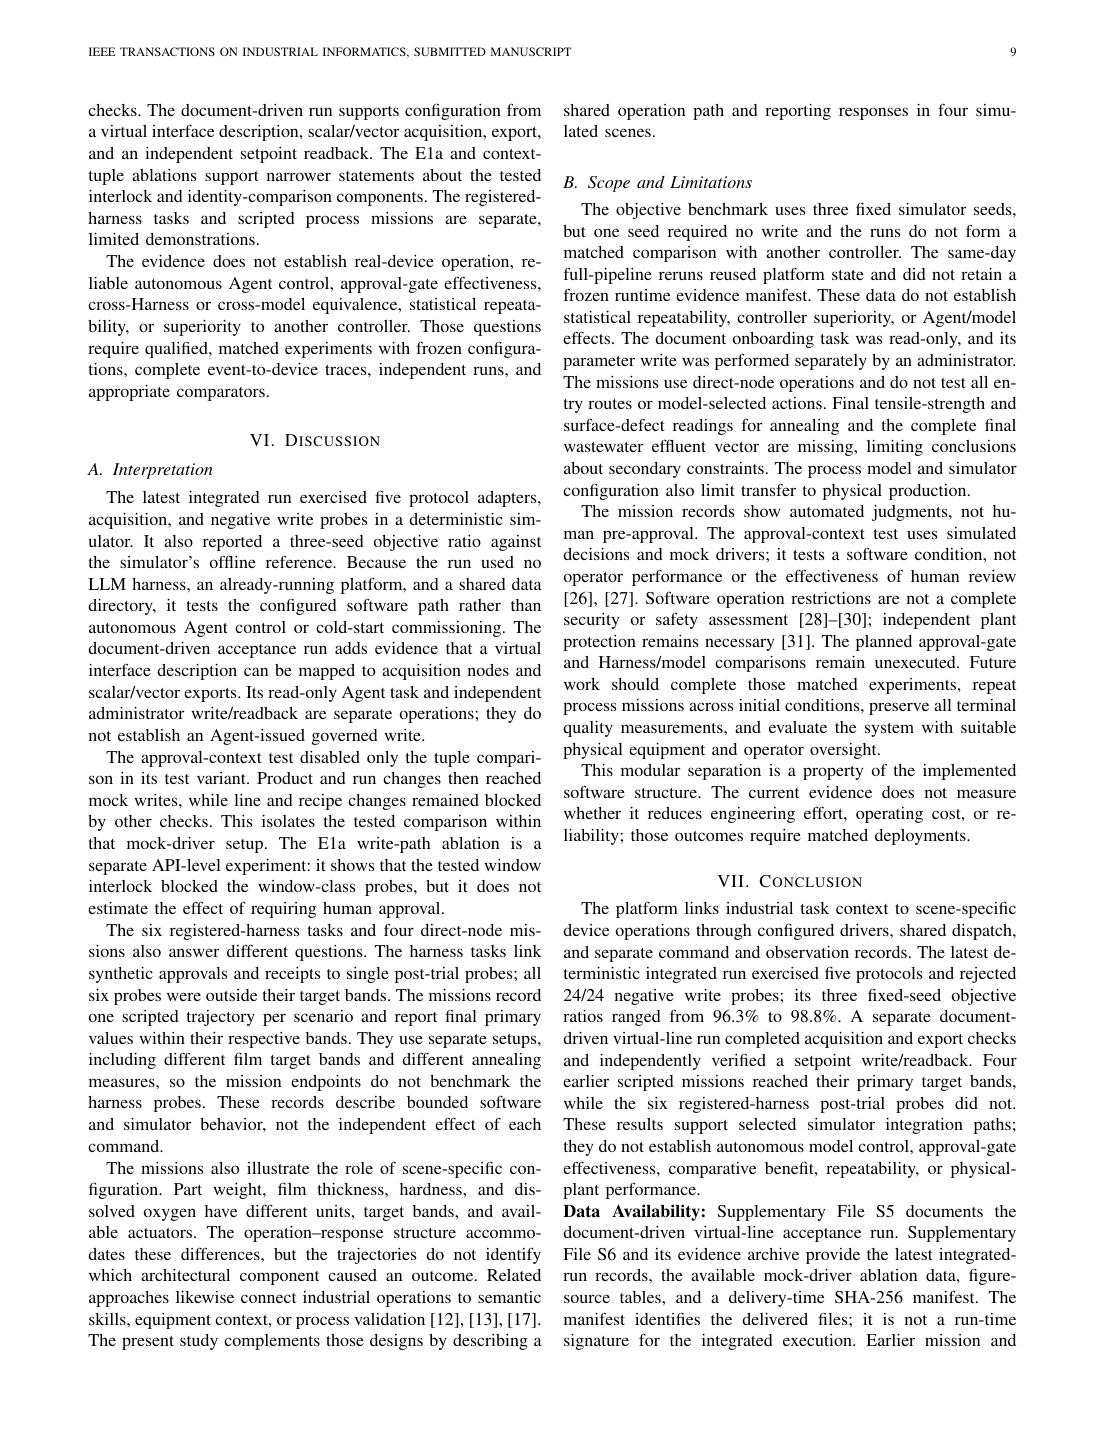 IEEE TRANSACTIONS ON INDUSTRIAL INFORMATICS, SUBMITTED MANUSCRIPT 9
checks. The document-driven run supports configuration from
a virtual interface description, scalar/vector acquisition, export,
and an independent setpoint readback. The E1a and context-
tuple ablations support narrower statements about the tested
interlock and identity-comparison components. The registered-
harness tasks and scripted process missions are separate,
limited demonstrations.
The evidence does not establish real-device operation, re-
liable autonomous Agent control, approval-gate effectiveness,
cross-Harness or cross-model equivalence, statistical repeata-
bility, or superiority to another controller. Those questions
require qualified, matched experiments with frozen configura-
tions, complete event-to-device traces, independent runs, and
appropriate comparators.
VI. DISCUSSION
A. Interpretation
The latest integrated run exercised five protocol adapters,
acquisition, and negative write probes in a deterministic sim-
ulator. It also reported a three-seed objective ratio against
the simulator's offline reference. Because the run used no
LLM harness, an already-running platform, and a shared data
directory, it tests the configured software path rather than
autonomous Agent control or cold-start commissioning. The
document-driven acceptance run adds evidence that a virtual
interface description can be mapped to acquisition nodes and
scalar/vector exports. Its read-only Agent task and independent
administrator write/readback are separate operations; they do
not establish an Agent-issued governed write.
The approval-context test disabled only the tuple compari-
son in its test variant. Product and run changes then reached
mock writes, while line and recipe changes remained blocked
by other checks. This isolates the tested comparison within
that mock-driver setup. The E1a write-path ablation is a
separate API-level experiment: it shows that the tested window
interlock blocked the window-class probes, but it does not
estimate the effect of requiring human approval.
The six registered-harness tasks and four direct-node mis-
sions also answer different questions. The harness tasks link
synthetic approvals and receipts to single post-trial probes; all
six probes were outside their target bands. The missions record
one scripted trajectory per scenario and report final primary
values within their respective bands. They use separate setups,
including different film target bands and different annealing
measures, so the mission endpoints do not benchmark the
harness probes. These records describe bounded software
and simulator behavior, not the independent effect of each
command.
The missions also illustrate the role of scene-specific con-
figuration. Part weight, film thickness, hardness, and dis-
solved oxygen have different units, target bands, and avail-
able actuators. The operation–response structure accommo-
dates these differences, but the trajectories do not identify
which architectural component caused an outcome. Related
approaches likewise connect industrial operations to semantic
skills, equipment context, or process validation [12], [13], [17].
The present study complements those designs by describing a
shared operation path and reporting responses in four simu-
lated scenes.
B. Scope and Limitations
The objective benchmark uses three fixed simulator seeds,
but one seed required no write and the runs do not form a
matched comparison with another controller. The same-day
full-pipeline reruns reused platform state and did not retain a
frozen runtime evidence manifest. These data do not establish
statistical repeatability, controller superiority, or Agent/model
effects. The document onboarding task was read-only, and its
parameter write was performed separately by an administrator.
The missions use direct-node operations and do not test all en-
try routes or model-selected actions. Final tensile-strength and
surface-defect readings for annealing and the complete final
wastewater effluent vector are missing, limiting conclusions
about secondary constraints. The process model and simulator
configuration also limit transfer to physical production.
The mission records show automated judgments, not hu-
man pre-approval. The approval-context test uses simulated
decisions and mock drivers; it tests a software condition, not
operator performance or the effectiveness of human review
[26], [27]. Software operation restrictions are not a complete
security or safety assessment [28]–[30]; independent plant
protection remains necessary [31]. The planned approval-gate
and Harness/model comparisons remain unexecuted. Future
work should complete those matched experiments, repeat
process missions across initial conditions, preserve all terminal
quality measurements, and evaluate the system with suitable
physical equipment and operator oversight.
This modular separation is a property of the implemented
software structure. The current evidence does not measure
whether it reduces engineering effort, operating cost, or re-
liability; those outcomes require matched deployments.
VII. CONCLUSION
The platform links industrial task context to scene-specific
device operations through configured drivers, shared dispatch,
and separate command and observation records. The latest de-
terministic integrated run exercised five protocols and rejected
24/24 negative write probes; its three fixed-seed objective
ratios ranged from 96.3% to 98.8%. A separate document-
driven virtual-line run completed acquisition and export checks
and independently verified a setpoint write/readback. Four
earlier scripted missions reached their primary target bands,
while the six registered-harness post-trial probes did not.
These results support selected simulator integration paths;
they do not establish autonomous model control, approval-gate
effectiveness, comparative benefit, repeatability, or physical-
plant performance.
Data Availability: Supplementary File S5 documents the
document-driven virtual-line acceptance run. Supplementary
File S6 and its evidence archive provide the latest integrated-
run records, the available mock-driver ablation data, figure-
source tables, and a delivery-time SHA-256 manifest. The
manifest identifies the delivered files; it is not a run-time
signature for the integrated execution. Earlier mission and